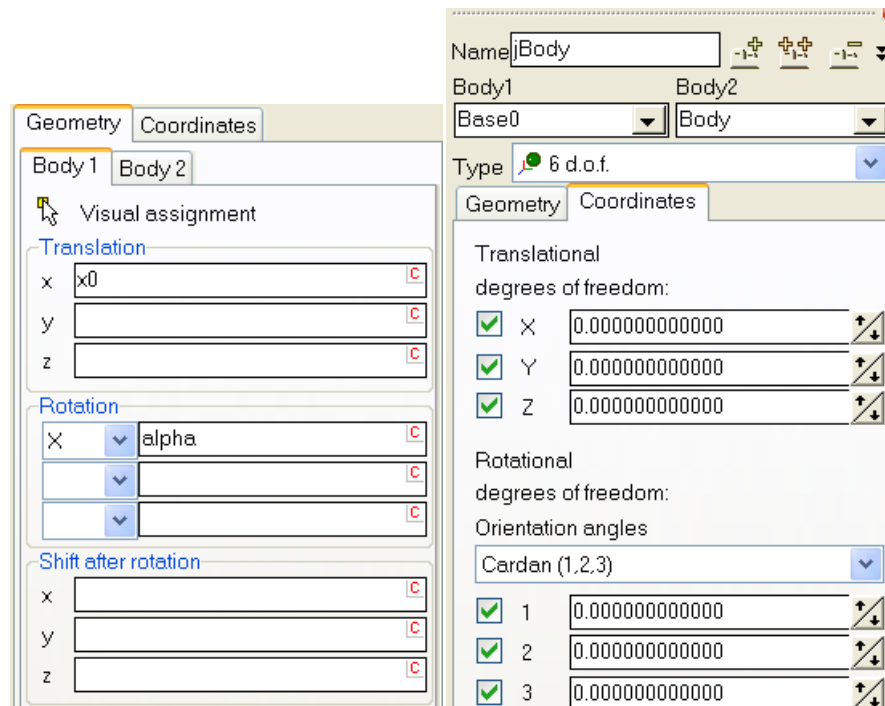 Geometry Coordinates
Body 1 Body 2
Visual assignment
Translation
x x0 C
y C
z C
Rotation
X alpha C
C
C
Shift after rotation
x C
y C
z C
Name jBody
Body1 Body2
Base0 Body
Type 6 d.o.f.
Geometry Coordinates
Translational
degrees of freedom:
X 0.000000000000
Y 0.000000000000
Z 0.000000000000
Rotational
degrees of freedom:
Orientation angles
Cardan (1,2,3)
1 0.000000000000
2 0.000000000000
3 0.000000000000